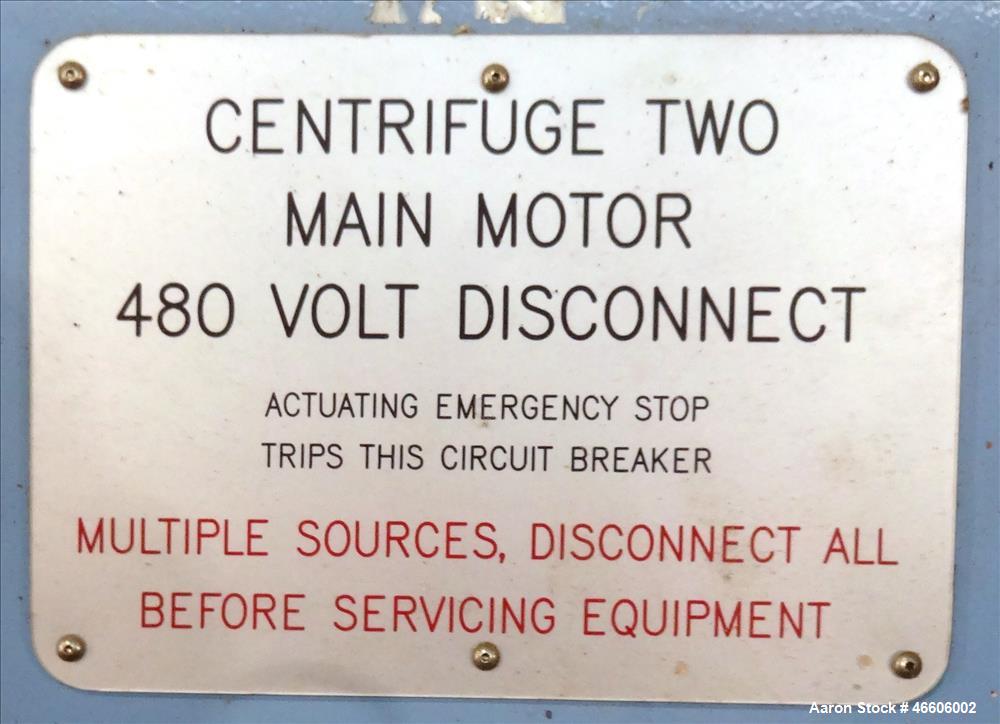 CENTRIFUGE TWO
MAIN MOTOR
480 VOLT DISCONNECT
ACTUATING EMERGENCY STOP
TRIPS THIS CIRCUIT BREAKER
MULTIPLE SOURCES, DISCONNECT ALL
BEFORE SERVICING EQUIPMENT
Aaron Stock # 46606002